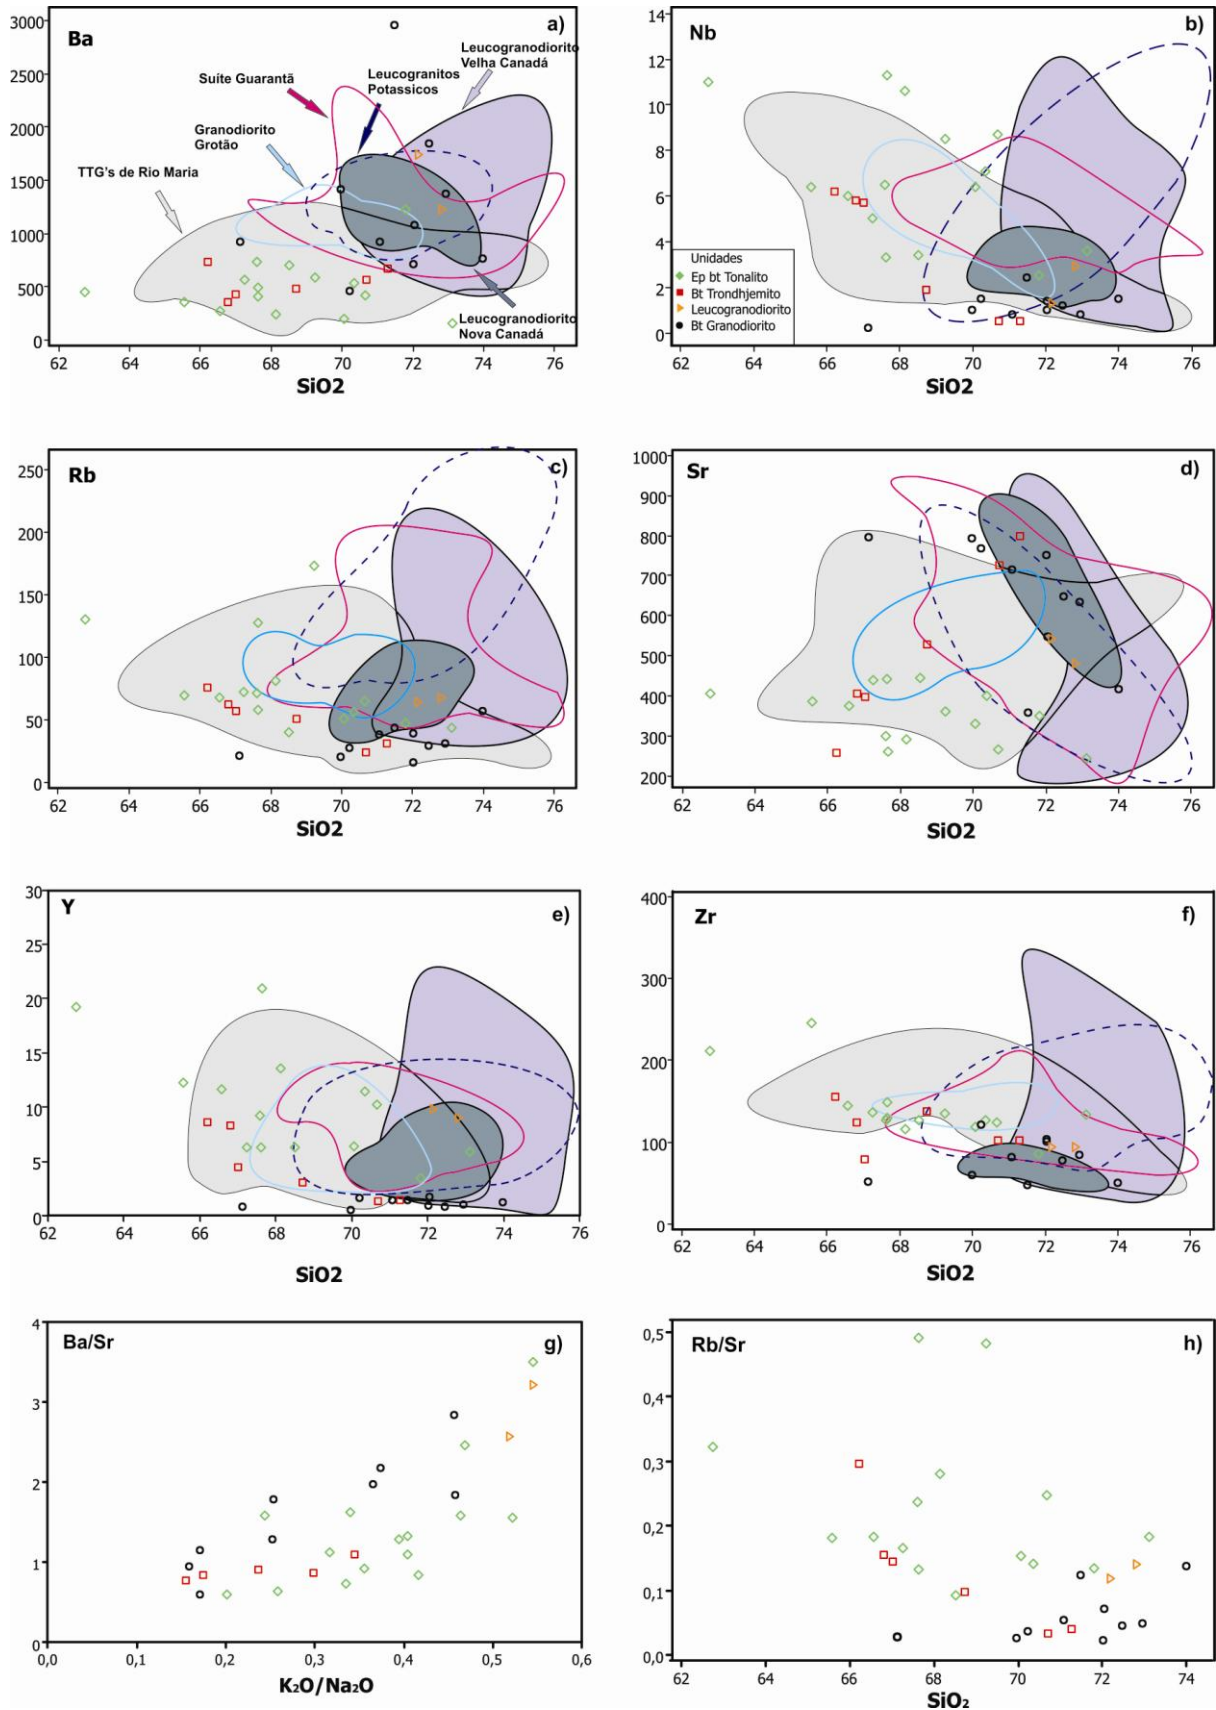 a)
Ba
3000
2500
2000
1500
1000
500
0
Suíte Guarantã
Leucogranitos
Potassicos
Leucogranodiorito
Velha Canadá
Granodiorito
Grotão
TTG's de Rio Maria
Leucogranodiorito
Nova Canadá
62 64 66 68 70 72 74 76
SiO2
b)
Nb
14
12
10
8
6
4
2
0
Unidades
Ep bt Tonalito
Bt Trondhjemito
Leucogranodiorito
Bt Granodiorito
62 64 66 68 70 72 74 76
SiO2
c)
Rb
250
200
150
100
50
0
62 64 66 68 70 72 74 76
SiO2
d)
Sr
1000
900
800
700
600
500
400
300
200
62 64 66 68 70 72 74 76
SiO2
e)
Y
30
25
20
15
10
5
0
62 64 66 68 70 72 74 76
SiO2
f)
Zr
400
300
200
100
0
62 64 66 68 70 72 74 76
SiO2
g)
Ba/Sr
4
3
2
1
0
0,0 0,1 0,2 0,3 0,4 0,5 0,6
K₂O/Na₂O
h)
Rb/Sr
0,5
0,4
0,3
0,2
0,1
0,0
62 64 66 68 70 72 74
SiO₂